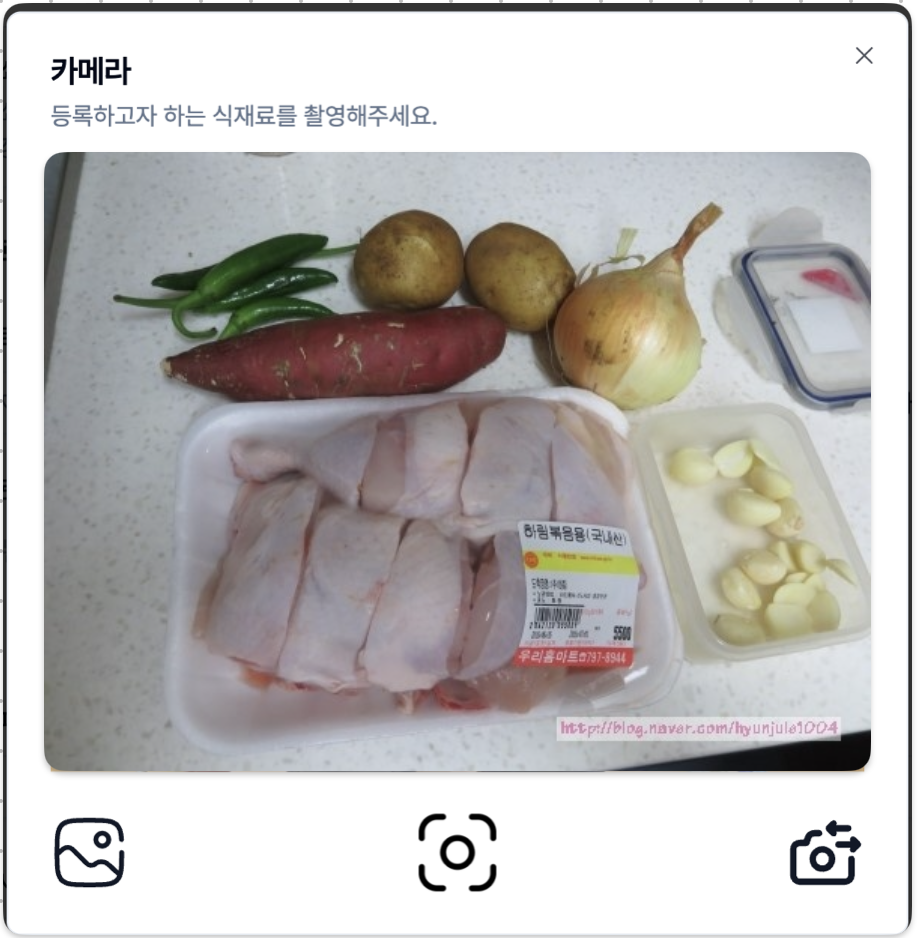 카메라
등록하고자 하는 식재료를 촬영해주세요.
하림볶음용(국내산)
5500
우리홈마트☎797-8944
http://blog.naver.com/hyunjule1004